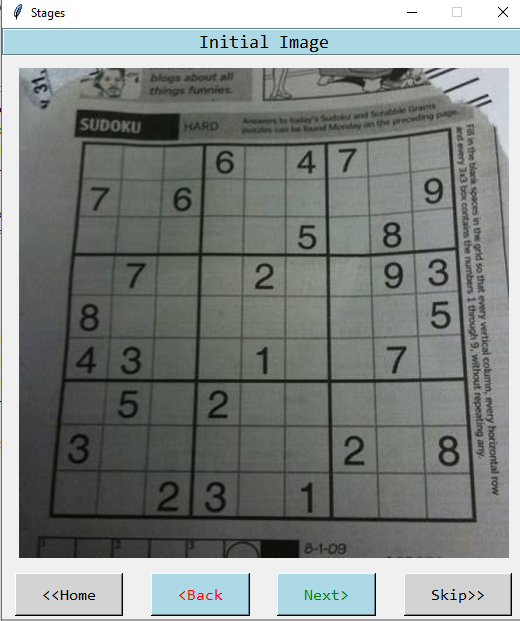 Stages
Initial Image
31.
blogs about all
things funnies.
SUDOKU HARD
Answers to today's Sudoku and Scrabble Grams
puzzles can be found Monday on the preceding page.
6 4 7
7 6 9
5 8
7 2 9 3
8 5
4 3 1 7
5 2
3 2 8
2 3 1
Fill in the blank spaces in the grid so that every vertical column, every horizontal row
and every 3x3 box contains the numbers 1 through 9, without repeating any.
1 2 3
8-1-09
<<Home <Back Next> Skip>>